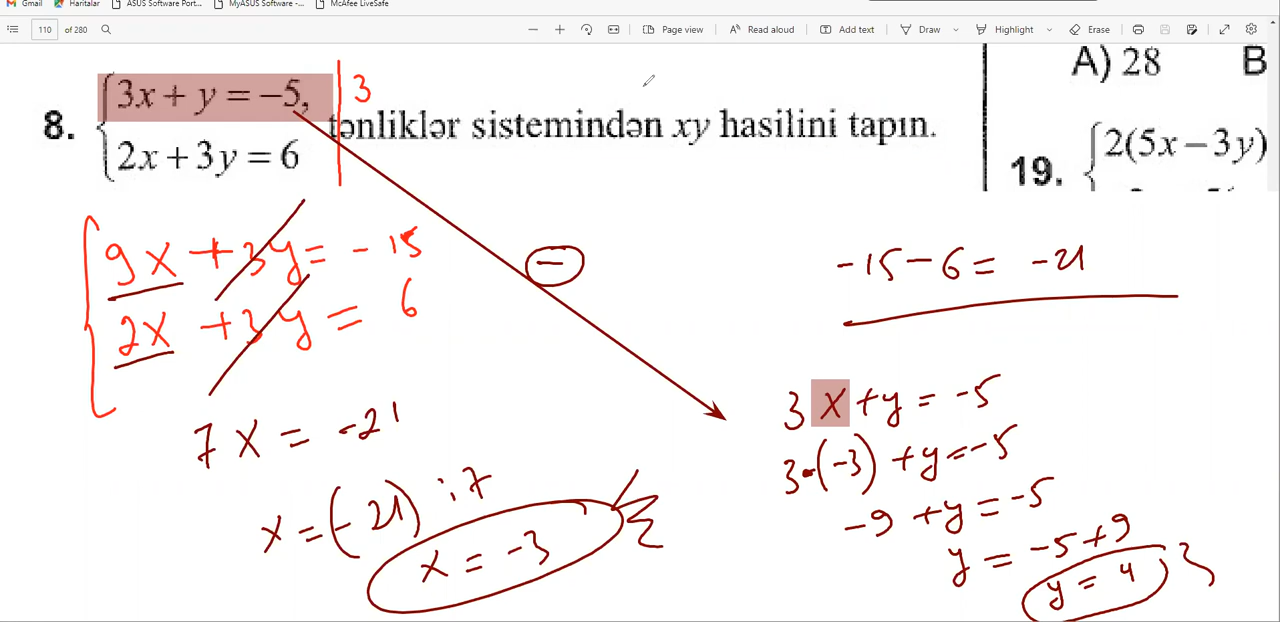 Gmail Haritalar ASUS Software Port... MyASUS Software -... McAfee LiveSafe
110 of 280 Page view Read aloud Add text Draw Highlight Erase
A) 28 B
8. 3x + y = −5, 3
2x + 3y = 6
tənliklər sistemindən xy hasilini tapın.
19. 2(5x − 3y)
9x + 3y = -15
2x + 3y = 6
−
-15 - 6 = -21
7x = -21
x = (-21) : 7
x = -3
3x + y = -5
3·(-3) + y = -5
-9 + y = -5
y = -5 + 9
y = 4